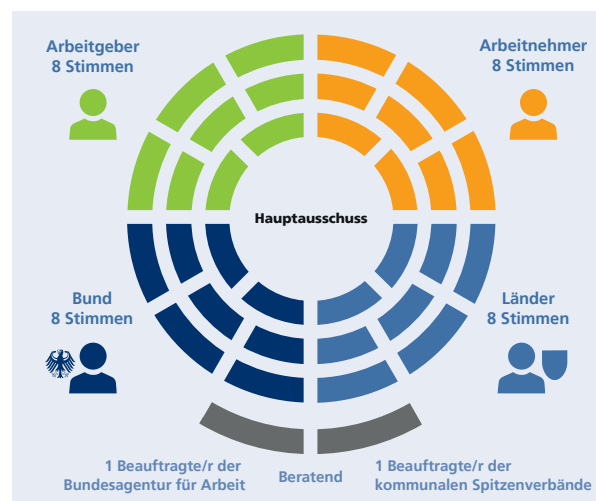 Arbeitgeber
8 Stimmen
Arbeitnehmer
8 Stimmen
Hauptausschuss
Bund
8 Stimmen
Länder
8 Stimmen
1 Beauftragte/r der
Bundesagentur für Arbeit
Beratend
1 Beauftragte/r der
kommunalen Spitzenverbände